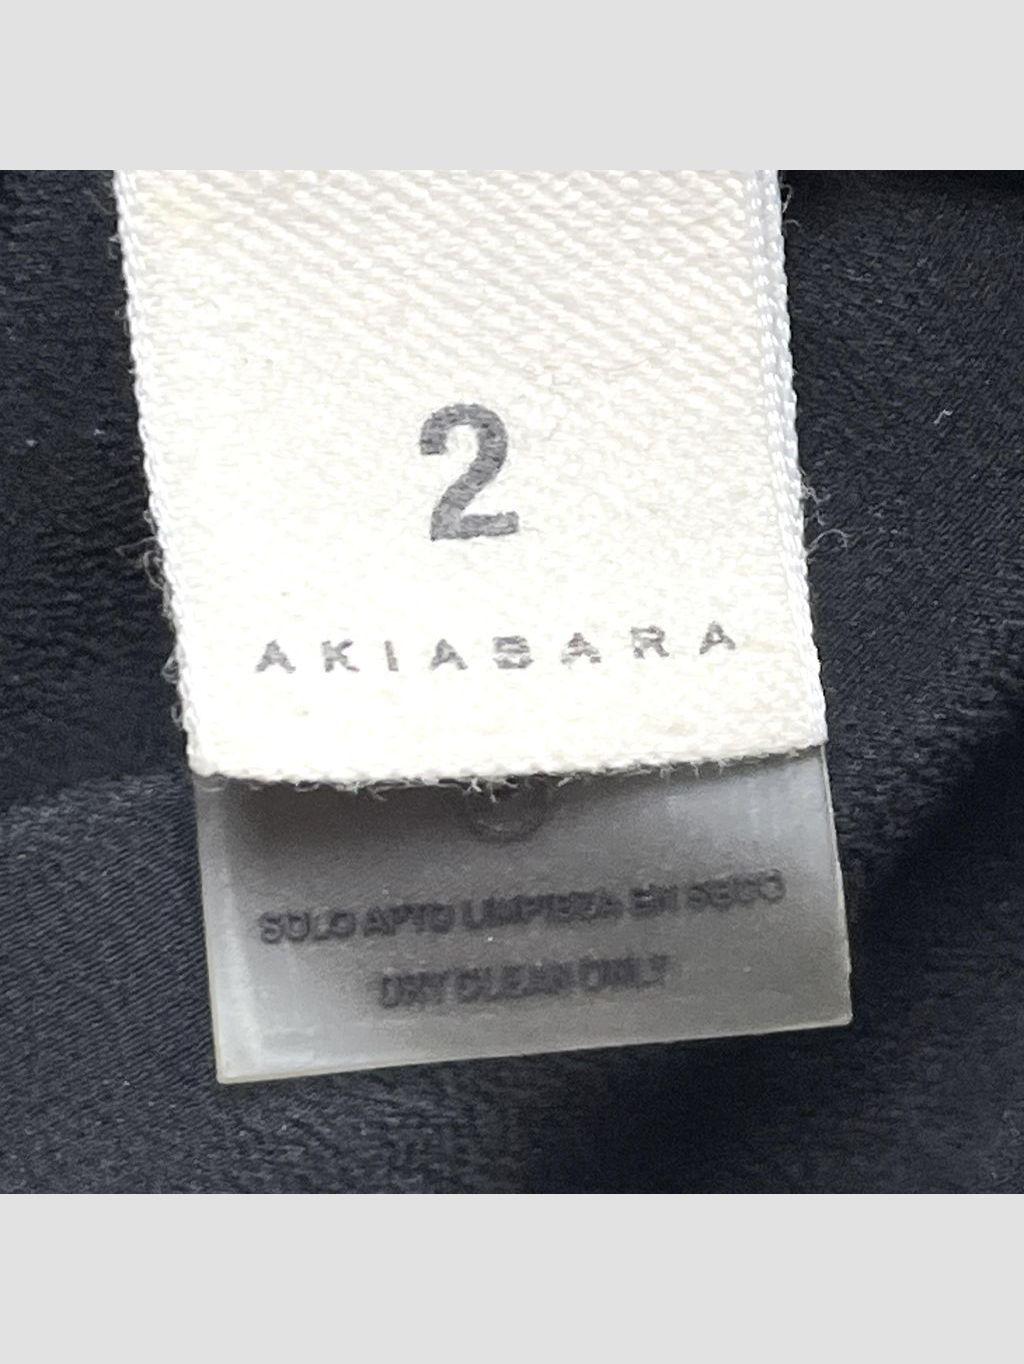 2
AKIABARA
SOLO APTO LIMPIEZA EN SECO
DRY CLEAN ONLY